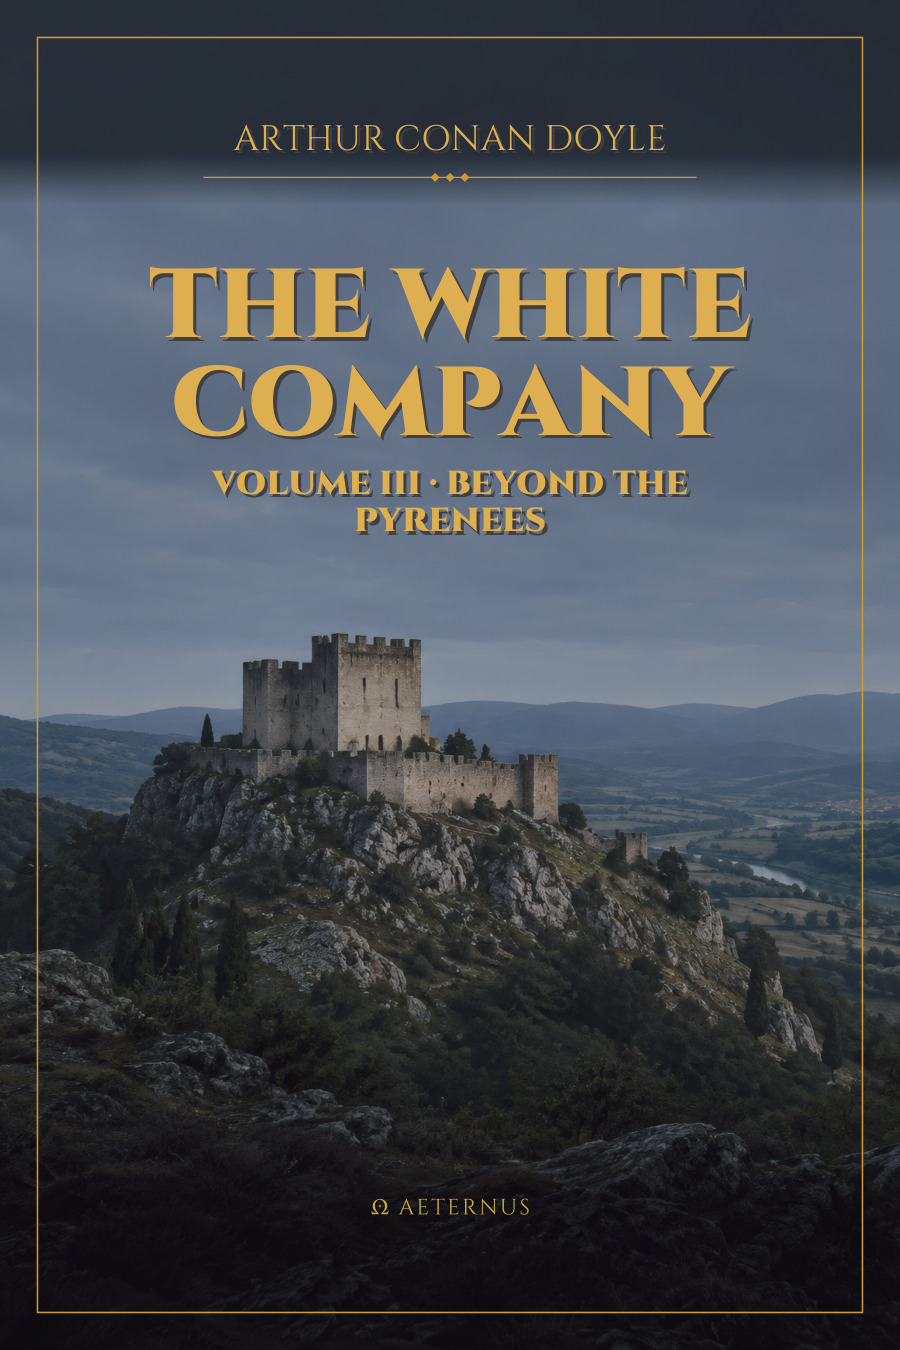 ARTHUR CONAN DOYLE
THE WHITE
COMPANY
VOLUME III · BEYOND THE
PYRENEES
Ω AETERNUS